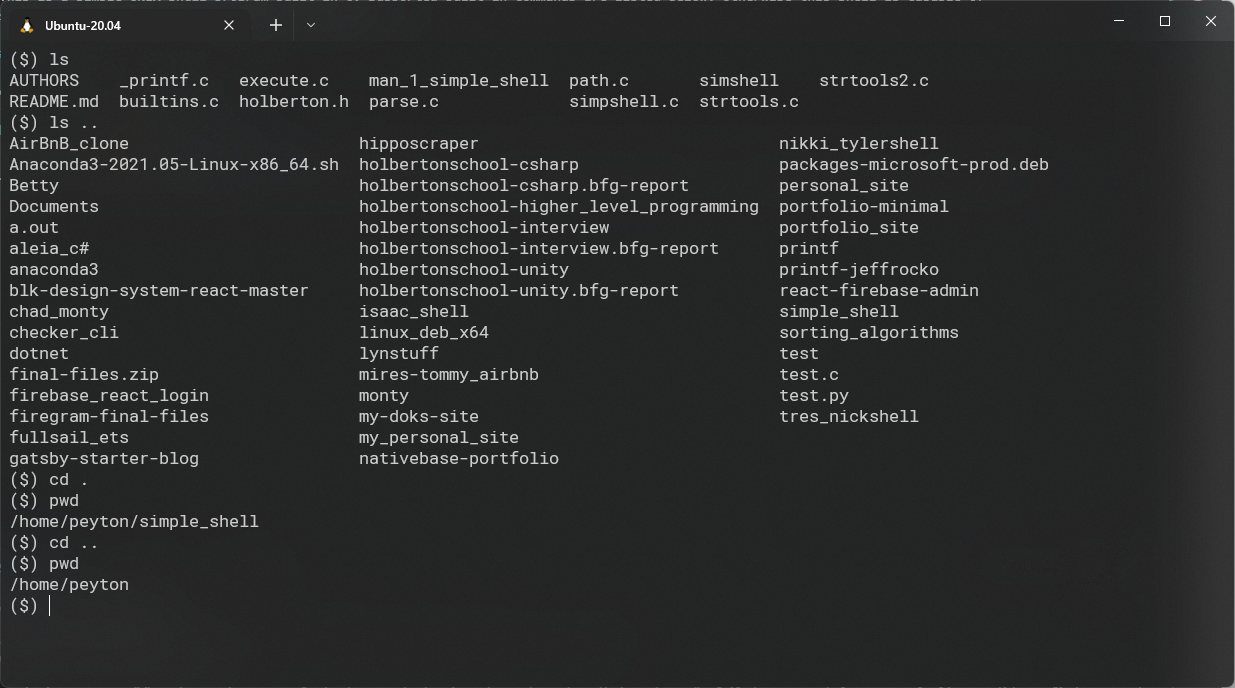 Ubuntu-20.04
($) ls
AUTHORS _printf.c execute.c man_1_simple_shell path.c simshell strtools2.c
README.md builtins.c holberton.h parse.c simpshell.c strtools.c
($) ls ..
AirBnB_clone hipposcraper nikki_tylershell
Anaconda3-2021.05-Linux-x86_64.sh holbertonschool-csharp packages-microsoft-prod.deb
Betty holbertonschool-csharp.bfg-report personal_site
Documents holbertonschool-higher_level_programming portfolio-minimal
a.out holbertonschool-interview portfolio_site
aleia_c# holbertonschool-interview.bfg-report printf
anaconda3 holbertonschool-unity printf-jeffrocko
blk-design-system-react-master holbertonschool-unity.bfg-report react-firebase-admin
chad_monty isaac_shell simple_shell
checker_cli linux_deb_x64 sorting_algorithms
dotnet lynstuff test
final-files.zip mires-tommy_airbnb test.c
firebase_react_login monty test.py
firegram-final-files my-doks-site tres_nickshell
fullsail_ets my_personal_site
gatsby-starter-blog nativebase-portfolio
($) cd .
($) pwd
/home/peyton/simple_shell
($) cd ..
($) pwd
/home/peyton
($)